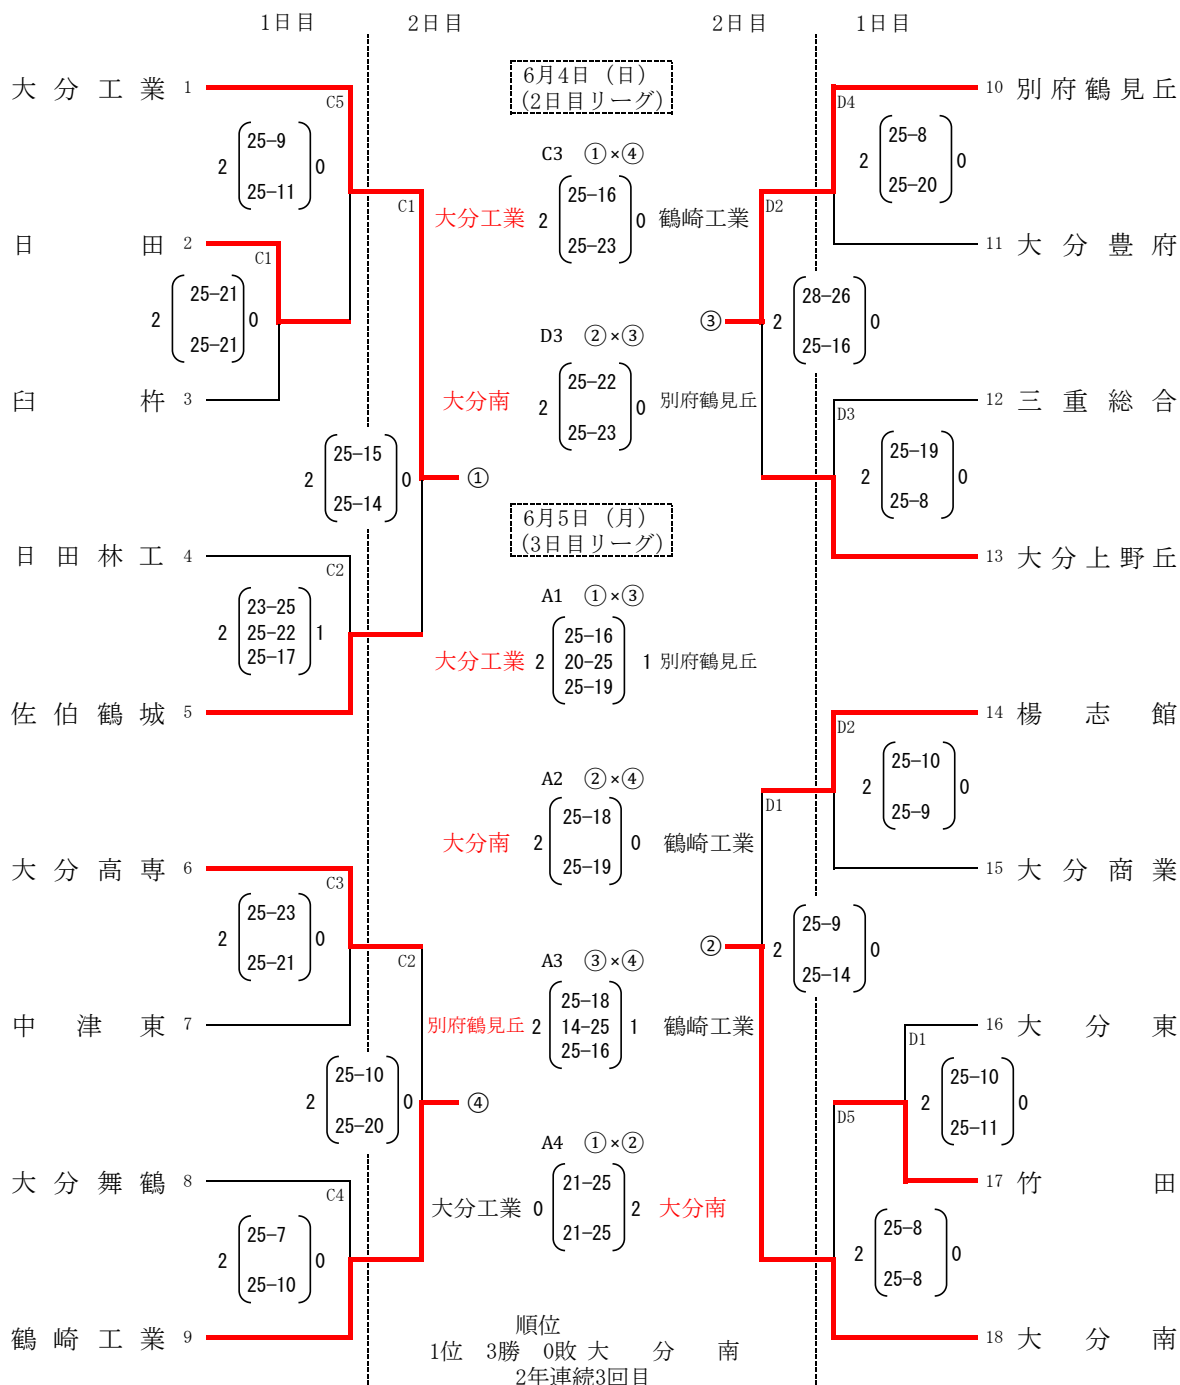 1日目 2日目 2日目 1日目
6月4日（日）
(2日目リーグ)
大分工業 1
C5
2 25-9 0
25-11
C1
日田 2
C1
2 25-21 0
25-21
臼杵 3
2 25-15 0
25-14
①
日田林工 4
C2
2 23-25 1
25-22
25-17
佐伯鶴城 5
大分高専 6
C3
2 25-23 0
25-21
C2
中津東 7
2 25-10 0
25-20
④
大分舞鶴 8
C4
2 25-7 0
25-10
鶴崎工業 9
C3 ①×④
大分工業 2 25-16 0 鶴崎工業
25-23
D3 ②×③
大分南 2 25-22 0 別府鶴見丘
25-23
6月5日（月）
(3日目リーグ)
A1 ①×③
大分工業 2 25-16 1 別府鶴見丘
20-25
25-19
A2 ②×④
大分南 2 25-18 0 鶴崎工業
25-19
A3 ③×④
別府鶴見丘 2 25-18 1 鶴崎工業
14-25
25-16
A4 ①×②
大分工業 0 21-25 2 大分南
21-25
順位
1位 3勝 0敗 大分南
2年連続3回目
10 別府鶴見丘
D4
2 25-8 0
25-20
D2
11 大分豊府
③
2 28-26 0
25-16
12 三重総合
D3
2 25-19 0
25-8
13 大分上野丘
14 楊志館
D2
2 25-10 0
25-9
D1
15 大分商業
②
2 25-9 0
25-14
16 大分東
D1
2 25-10 0
25-11
D5
17 竹田
2 25-8 0
25-8
18 大分南